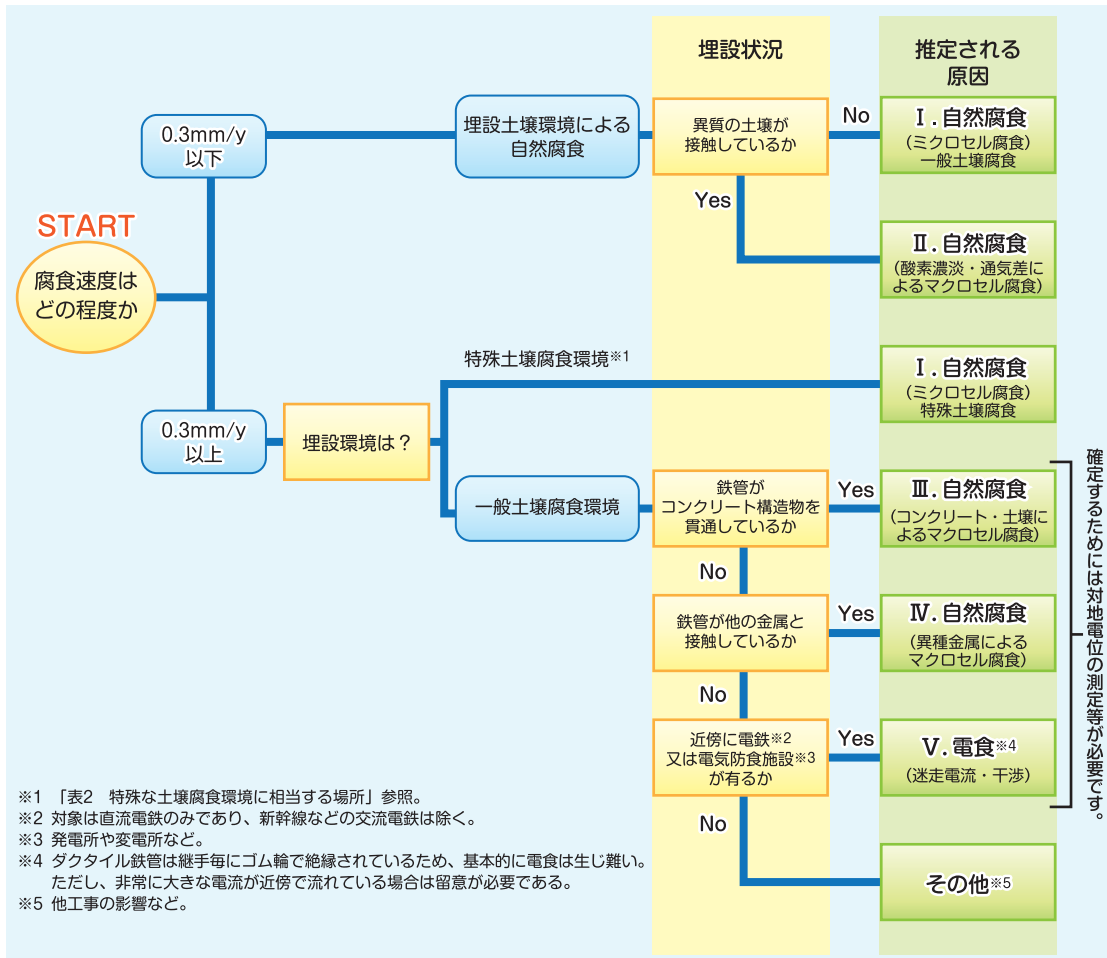 埋設状況
推定される
原因
START
腐食速度は
どの程度か
0.3mm/y
以下
埋設土壌環境による
自然腐食
異質の土壌が
接触しているか
No
Ⅰ.自然腐食
(ミクロセル腐食)
一般土壌腐食
Yes
Ⅱ.自然腐食
(酸素濃淡・通気差に
よるマクロセル腐食)
0.3mm/y
以上
埋設環境は？
特殊土壌腐食環境※1
Ⅰ.自然腐食
(ミクロセル腐食)
特殊土壌腐食
一般土壌腐食環境
鉄管が
コンクリート構造物を
貫通しているか
Yes
Ⅲ.自然腐食
(コンクリート・土壌に
よるマクロセル腐食)
No
鉄管が他の金属と
接触しているか
Yes
Ⅳ.自然腐食
(異種金属による
マクロセル腐食)
No
近傍に電鉄※2
又は電気防食施設※3
が有るか
Yes
Ⅴ.電食※4
(迷走電流・干渉)
No
その他※5
確定するためには対地電位の測定等が必要です。
※1 「表2 特殊な土壌腐食環境に相当する場所」参照。
※2 対象は直流電鉄のみであり、新幹線などの交流電鉄は除く。
※3 発電所や変電所など。
※4 ダクタイル鉄管は継手毎にゴム輪で絶縁されているため、基本的に電食は生じ難い。
ただし、非常に大きな電流が近傍で流れている場合は留意が必要である。
※5 他工事の影響など。